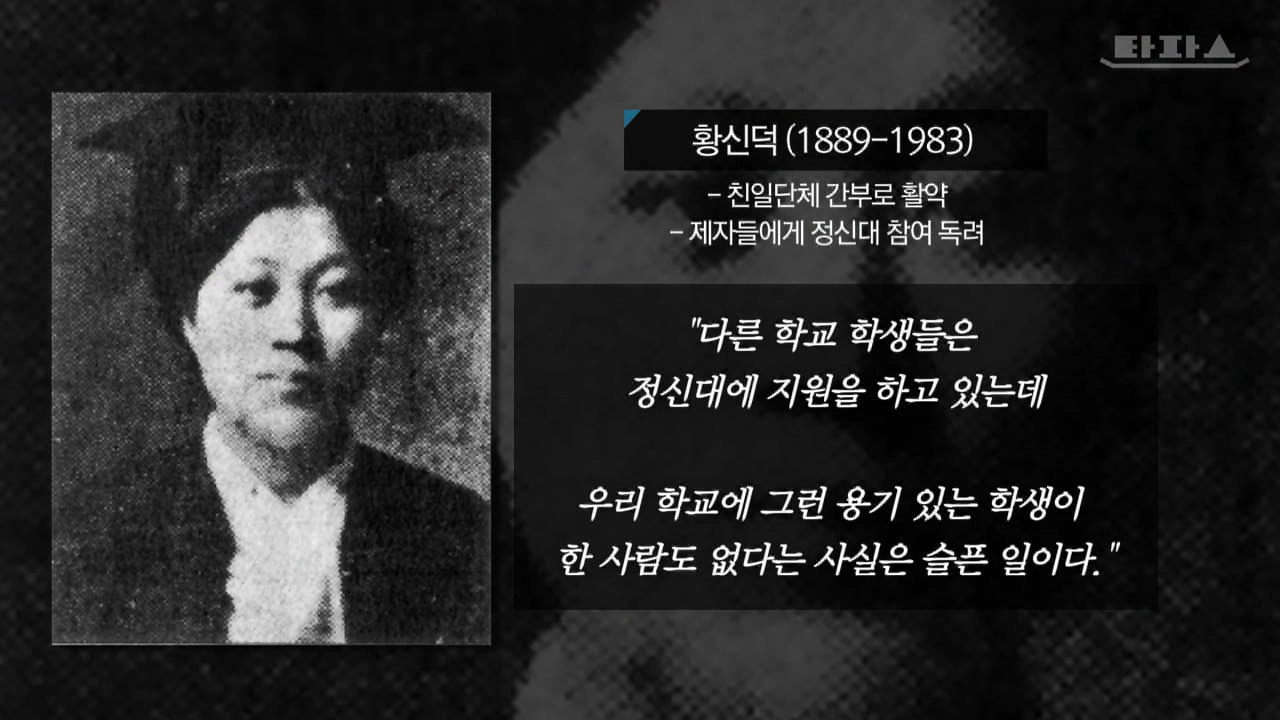 타파스
황신덕 (1889-1983)
- 친일단체 간부로 활약
- 제자들에게 정신대 참여 독려
"다른 학교 학생들은
정신대에 지원을 하고 있는데
우리 학교에 그런 용기 있는 학생이
한 사람도 없다는 사실은 슬픈 일이다."